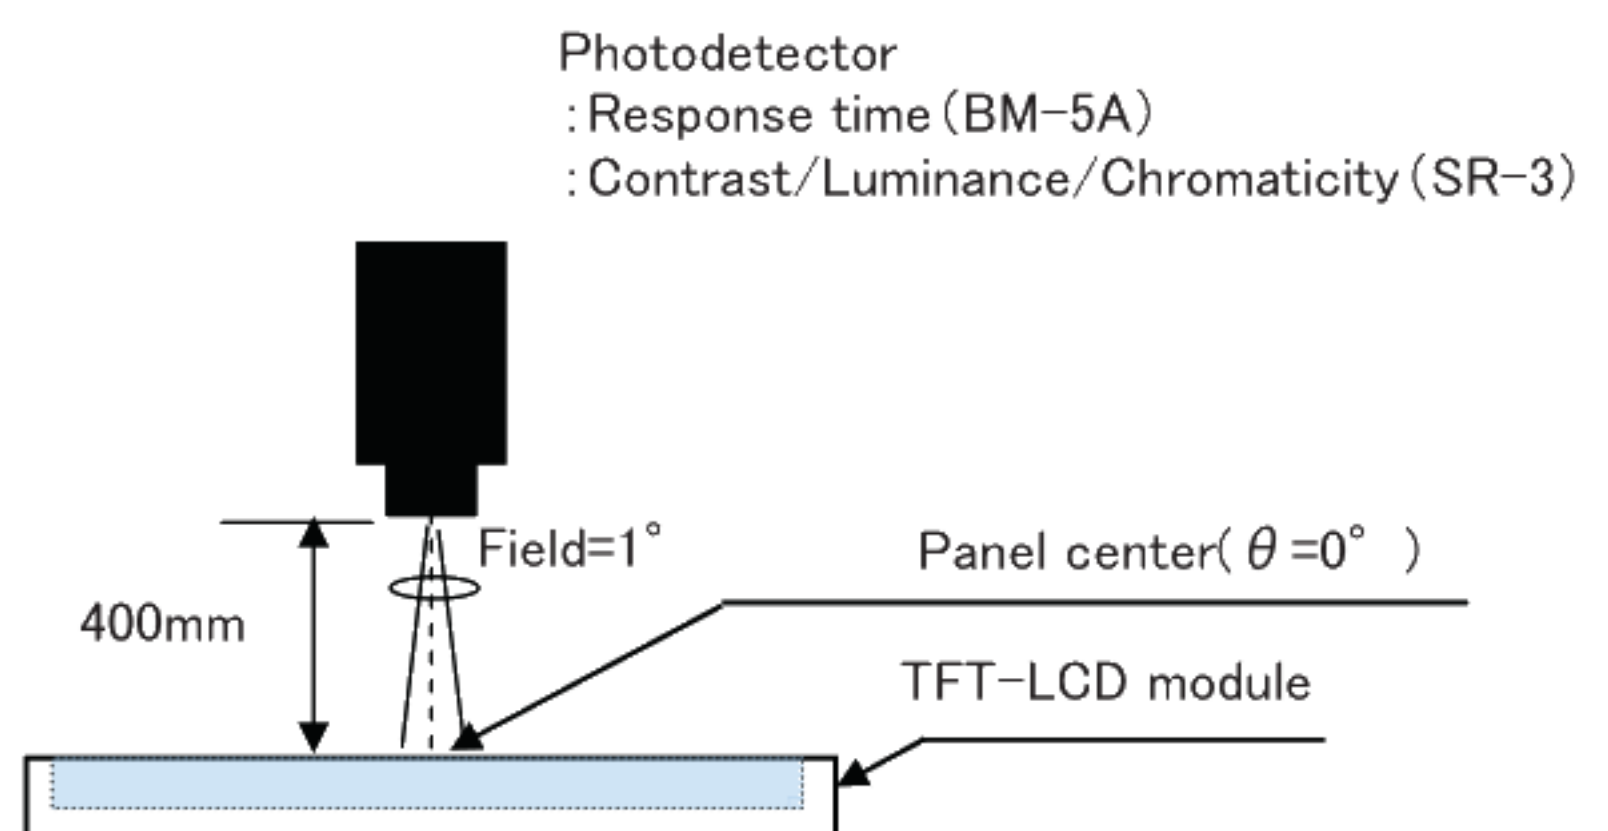 Photodetector
:Response time(BM-5A)
:Contrast/Luminance/Chromaticity(SR-3)
Field=1°
Panel center( θ=0° )
400mm
TFT-LCD module